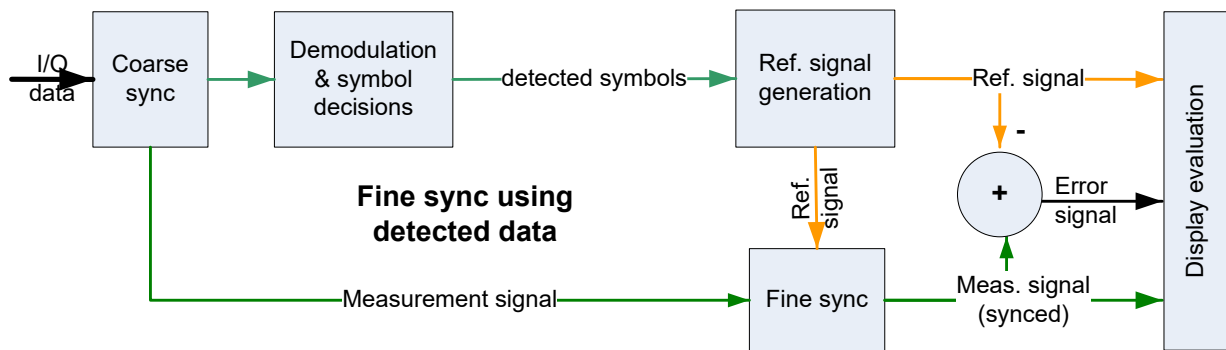 I/Q
data
Coarse
sync
Demodulation
& symbol
decisions
detected symbols
Ref. signal
generation
Ref. signal
-
+
Error
signal
Display evaluation
Ref.
signal
Fine sync using
detected data
Measurement signal
Fine sync
Meas. signal
(synced)